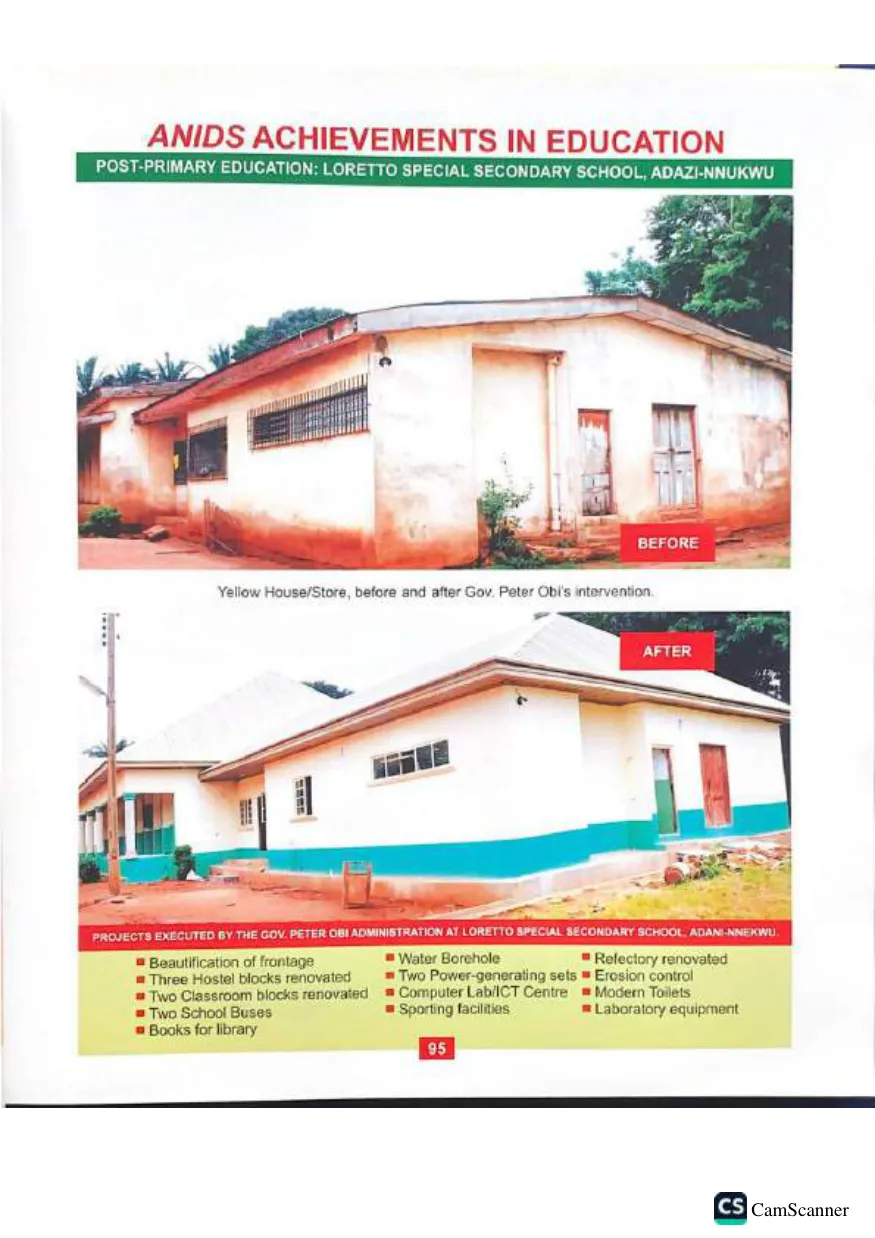 ANIDS ACHIEVEMENTS IN EDUCATION
POST-PRIMARY EDUCATION: LORETTO SPECIAL SECONDARY SCHOOL, ADAZI-NNUKWU
BEFORE
Yellow House/Store, before and after Gov. Peter Obi's intervention.
AFTER
PROJECTS EXECUTED BY THE GOV. PETER OBI ADMINISTRATION AT LORETTO SPECIAL SECONDARY SCHOOL, ADANI-NNEKWU.
Beautification of frontage
Three Hostel blocks renovated
Two Classroom blocks renovated
Two School Buses
Books for library
Water Borehole
Two Power-generating sets
Computer Lab/ICT Centre
Sporting facilities
Refectory renovated
Erosion control
Modern Toilets
Laboratory equipment
95
CS CamScanner